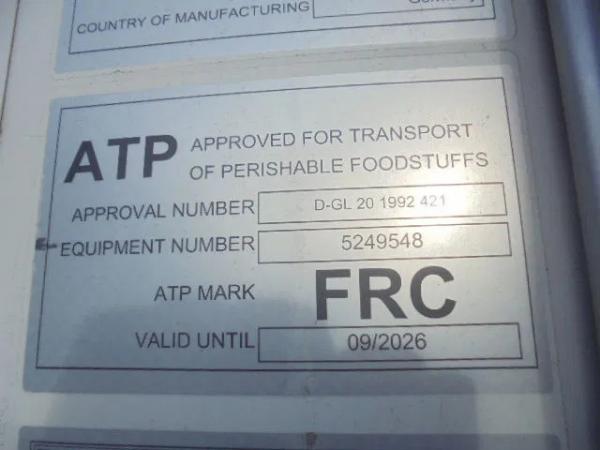 COUNTRY OF MANUFACTURING Germany
ATP APPROVED FOR TRANSPORT
OF PERISHABLE FOODSTUFFS
APPROVAL NUMBER D-GL 20 1992 421
EQUIPMENT NUMBER 5249548
ATP MARK FRC
VALID UNTIL 09/2026